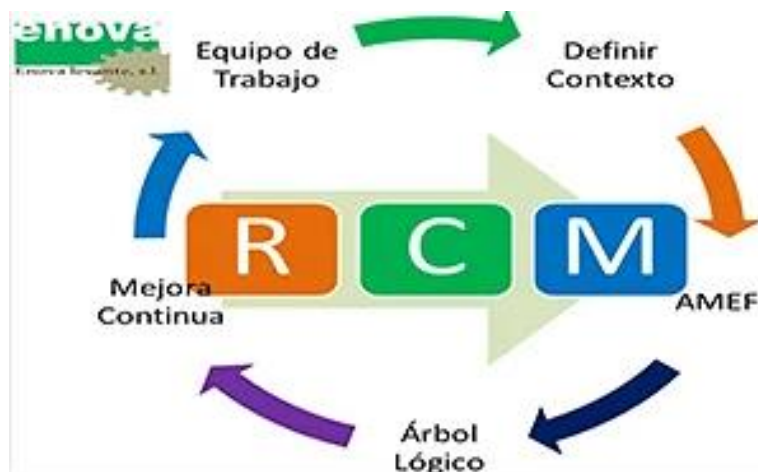 enova
Enova levante, s.l.
Equipo de
Trabajo
Definir
Contexto
R C M
Mejora
Continua
AMEF
Árbol
Lógico